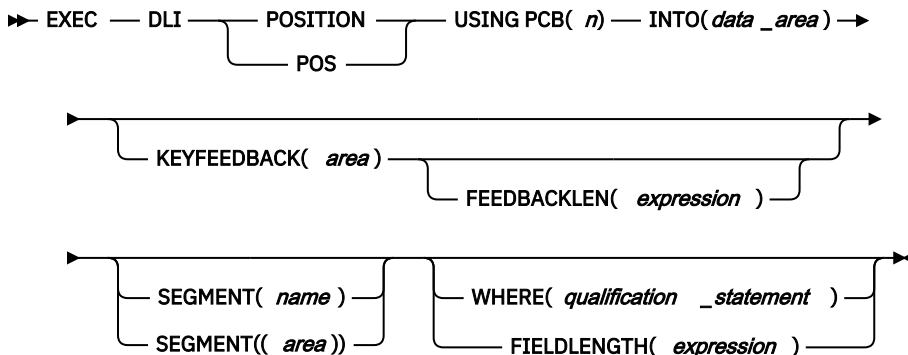 EXEC DLI POSITION USING PCB( n) INTO(data _area)
POS
KEYFEEDBACK( area )
FEEDBACKLEN( expression )
SEGMENT( name ) WHERE( qualification _statement )
SEGMENT(( area )) FIELDLENGTH( expression )